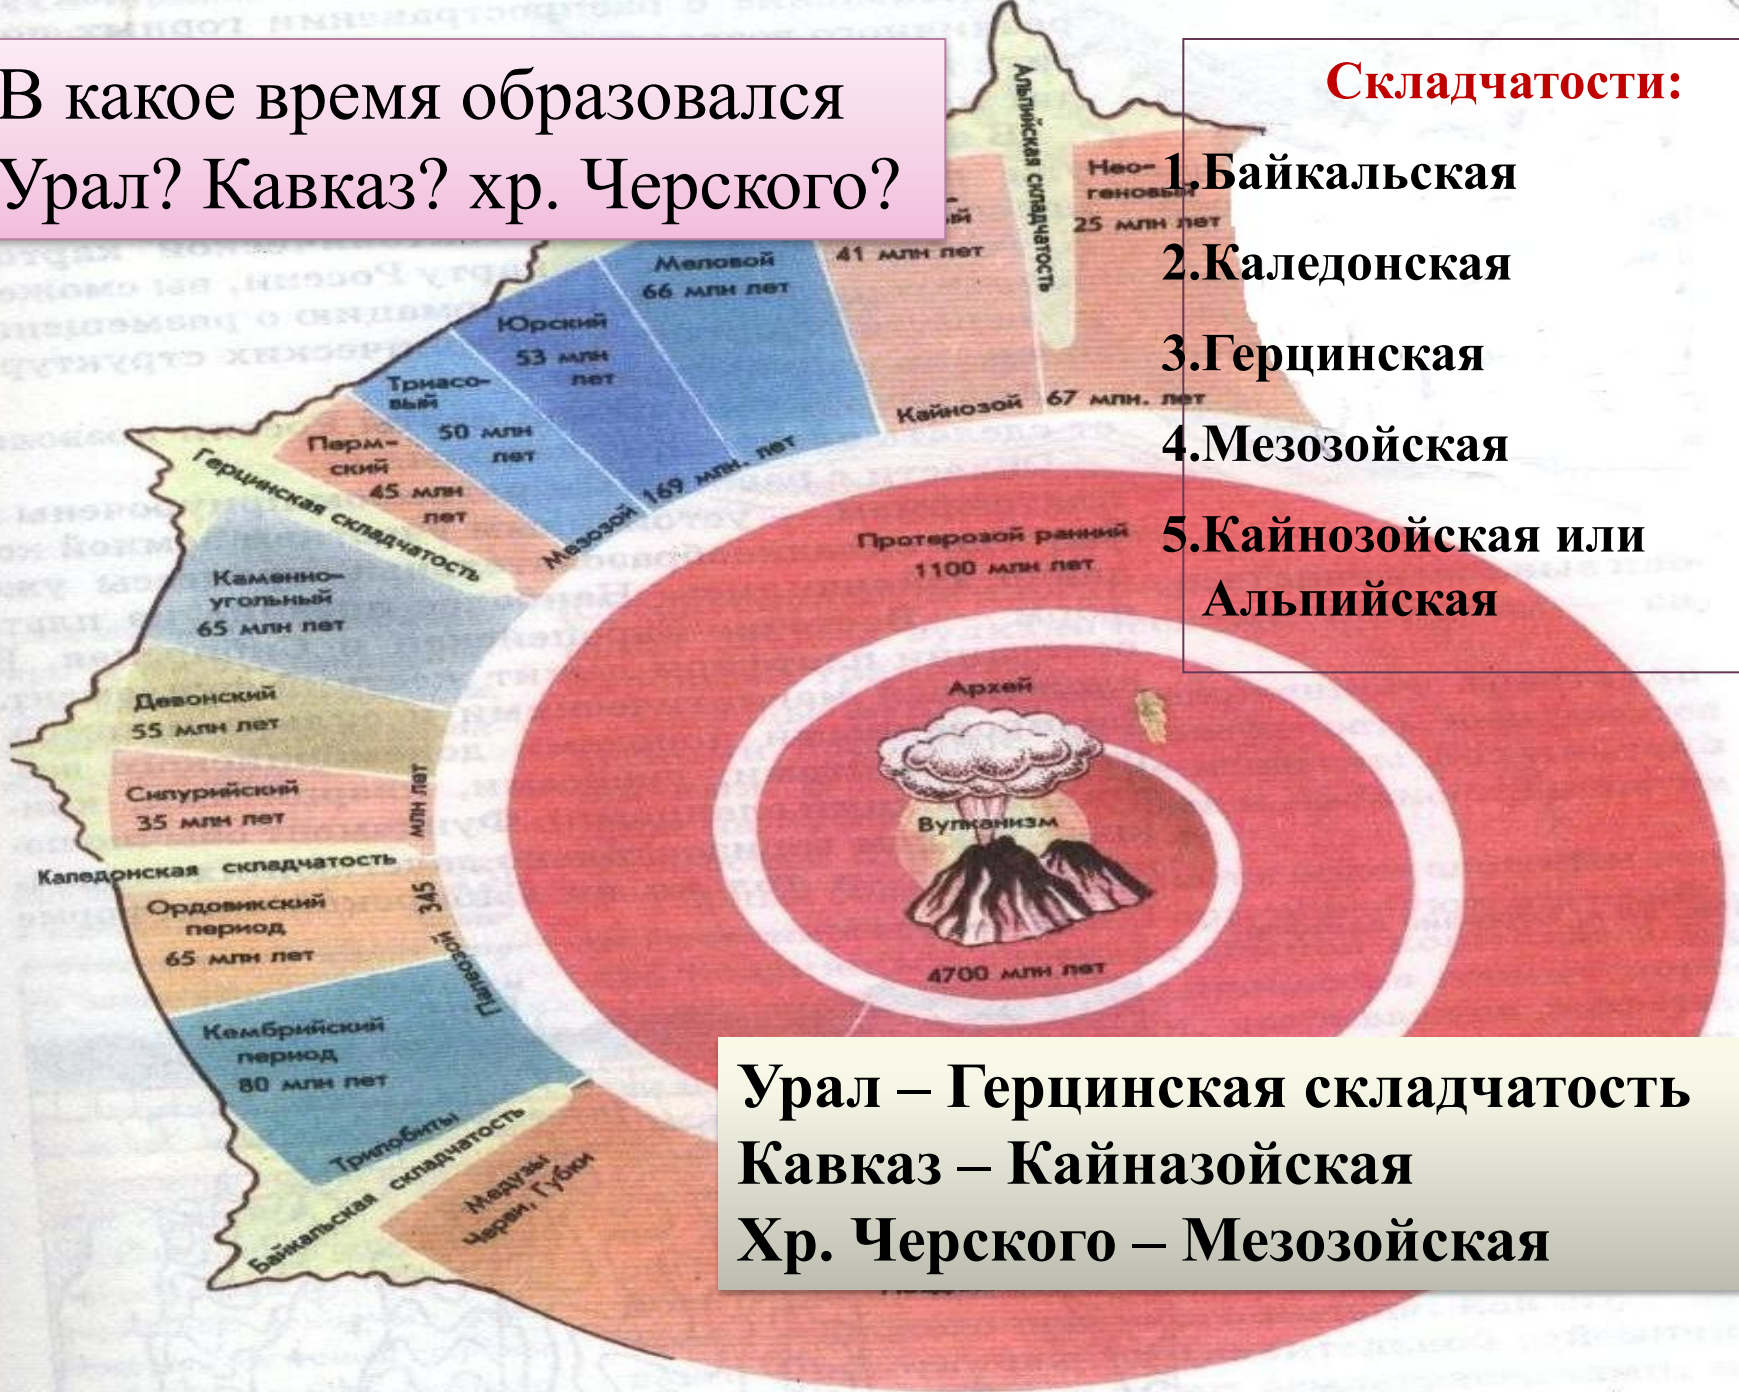 В какое время образовался
Урал? Кавказ? хр. Черского?
Складчатости:
1.Байкальская
2.Каледонская
3.Герцинская
4.Мезозойская
5.Кайнозойская или
Альпийская
Альпийская складчатость
Нео-
геновый
25 млн лет
41 млн лет
Кайнозой 67 млн. лет
Меловой
66 млн лет
Юрский
53 млн
лет
Триасо-
вый
50 млн
лет
Мезозой 169 млн. лет
Перм-
ский
45 млн
лет
Герцинская складчатость
Каменно-
угольный
65 млн лет
Девонский
55 млн лет
Силурийский
35 млн лет
Каледонская складчатость
Ордовикский
период
65 млн лет
Палеозой 345 млн лет
Кембрийский
период
80 млн лет
Трилобиты
Байкальская складчатость
Медузы
Черви, Губки
Протерозой ранний
1100 млн лет
Архей
Вулканизм
4700 млн лет
Урал – Герцинская складчатость
Кавказ – Кайназойская
Хр. Черского – Мезозойская